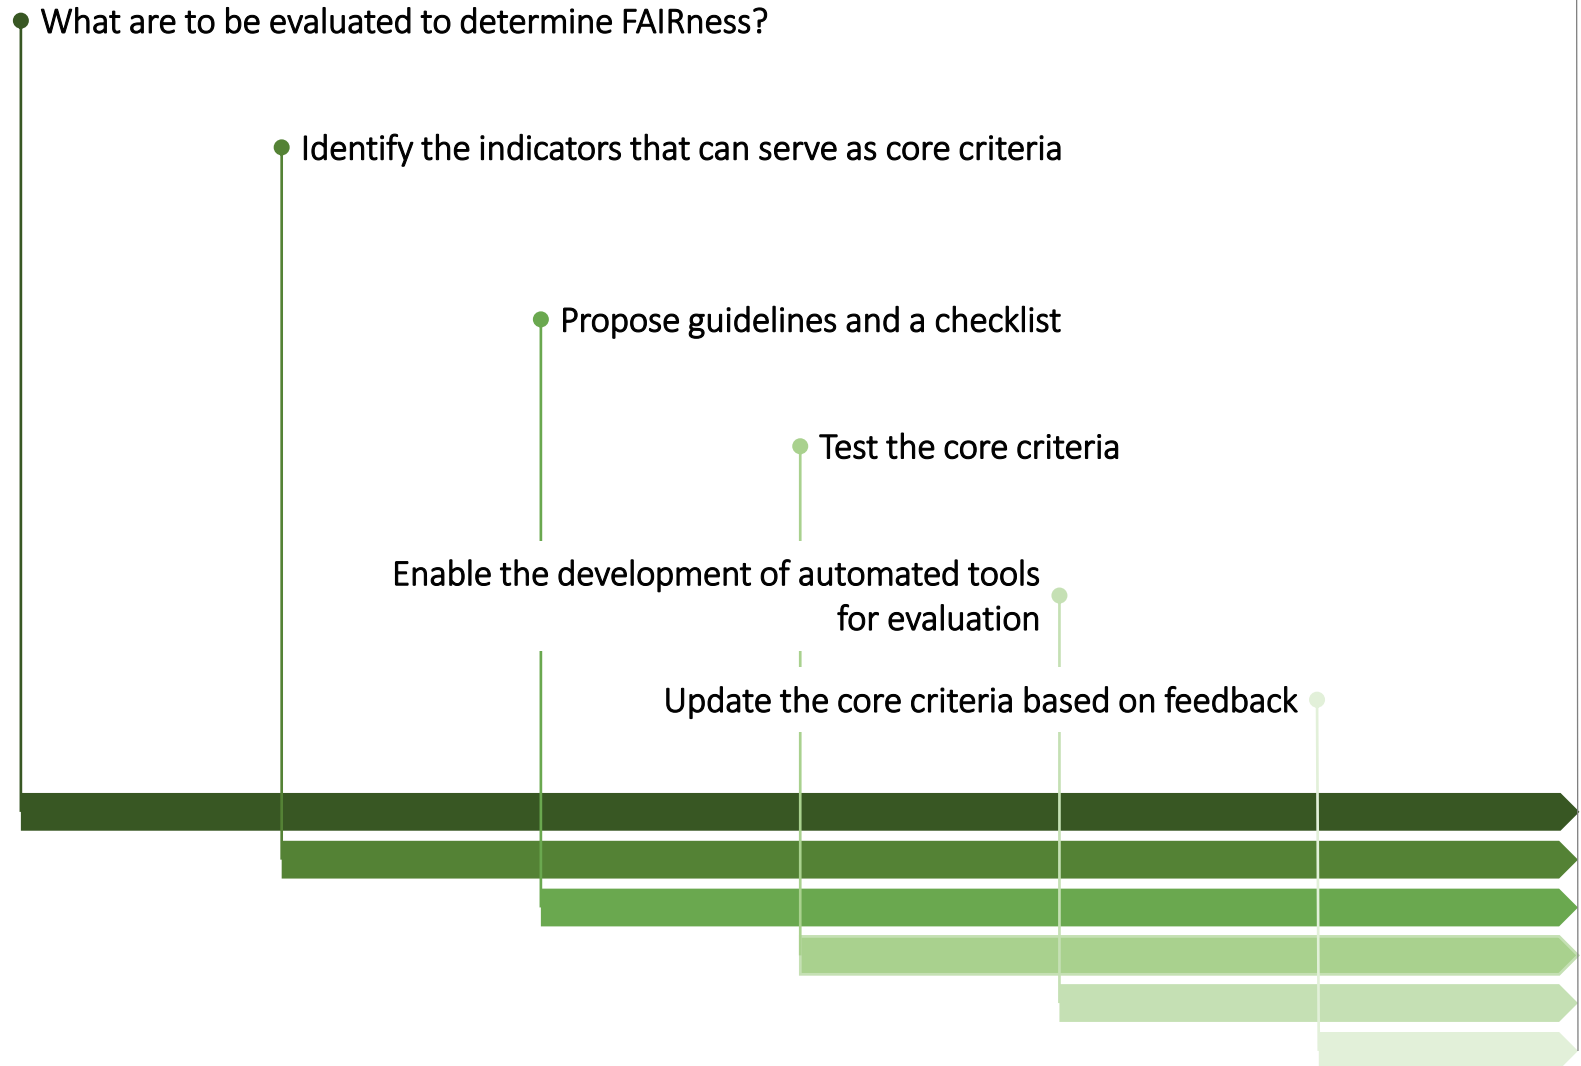 What are to be evaluated to determine FAIRness?
Identify the indicators that can serve as core criteria
Propose guidelines and a checklist
Test the core criteria
Enable the development of automated tools
for evaluation
Update the core criteria based on feedback